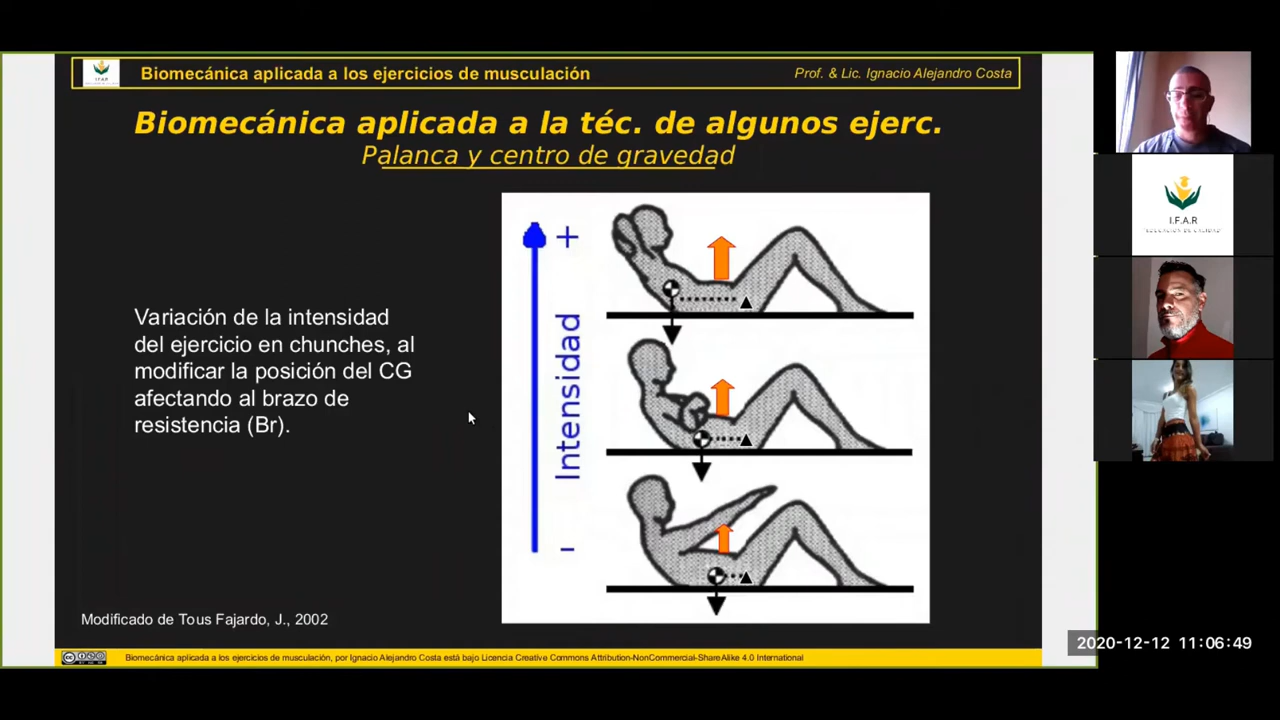 Biomecánica aplicada a los ejercicios de musculación
Prof. & Lic. Ignacio Alejandro Costa
I.F.A.R
Biomecánica aplicada a la téc. de algunos ejerc.
Palanca y centro de gravedad
Variación de la intensidad
del ejercicio en chunches, al
modificar la posición del CG
afectando al brazo de
resistencia (Br).
+
Intensidad
-
Modificado de Tous Fajardo, J., 2002
Biomecánica aplicada a los ejercicios de musculación, por Ignacio Alejandro Costa está bajo Licencia Creative Commons Attribution-NonCommercial-ShareAlike 4.0 International
I.F.A.R
2020-12-12 11:06:49